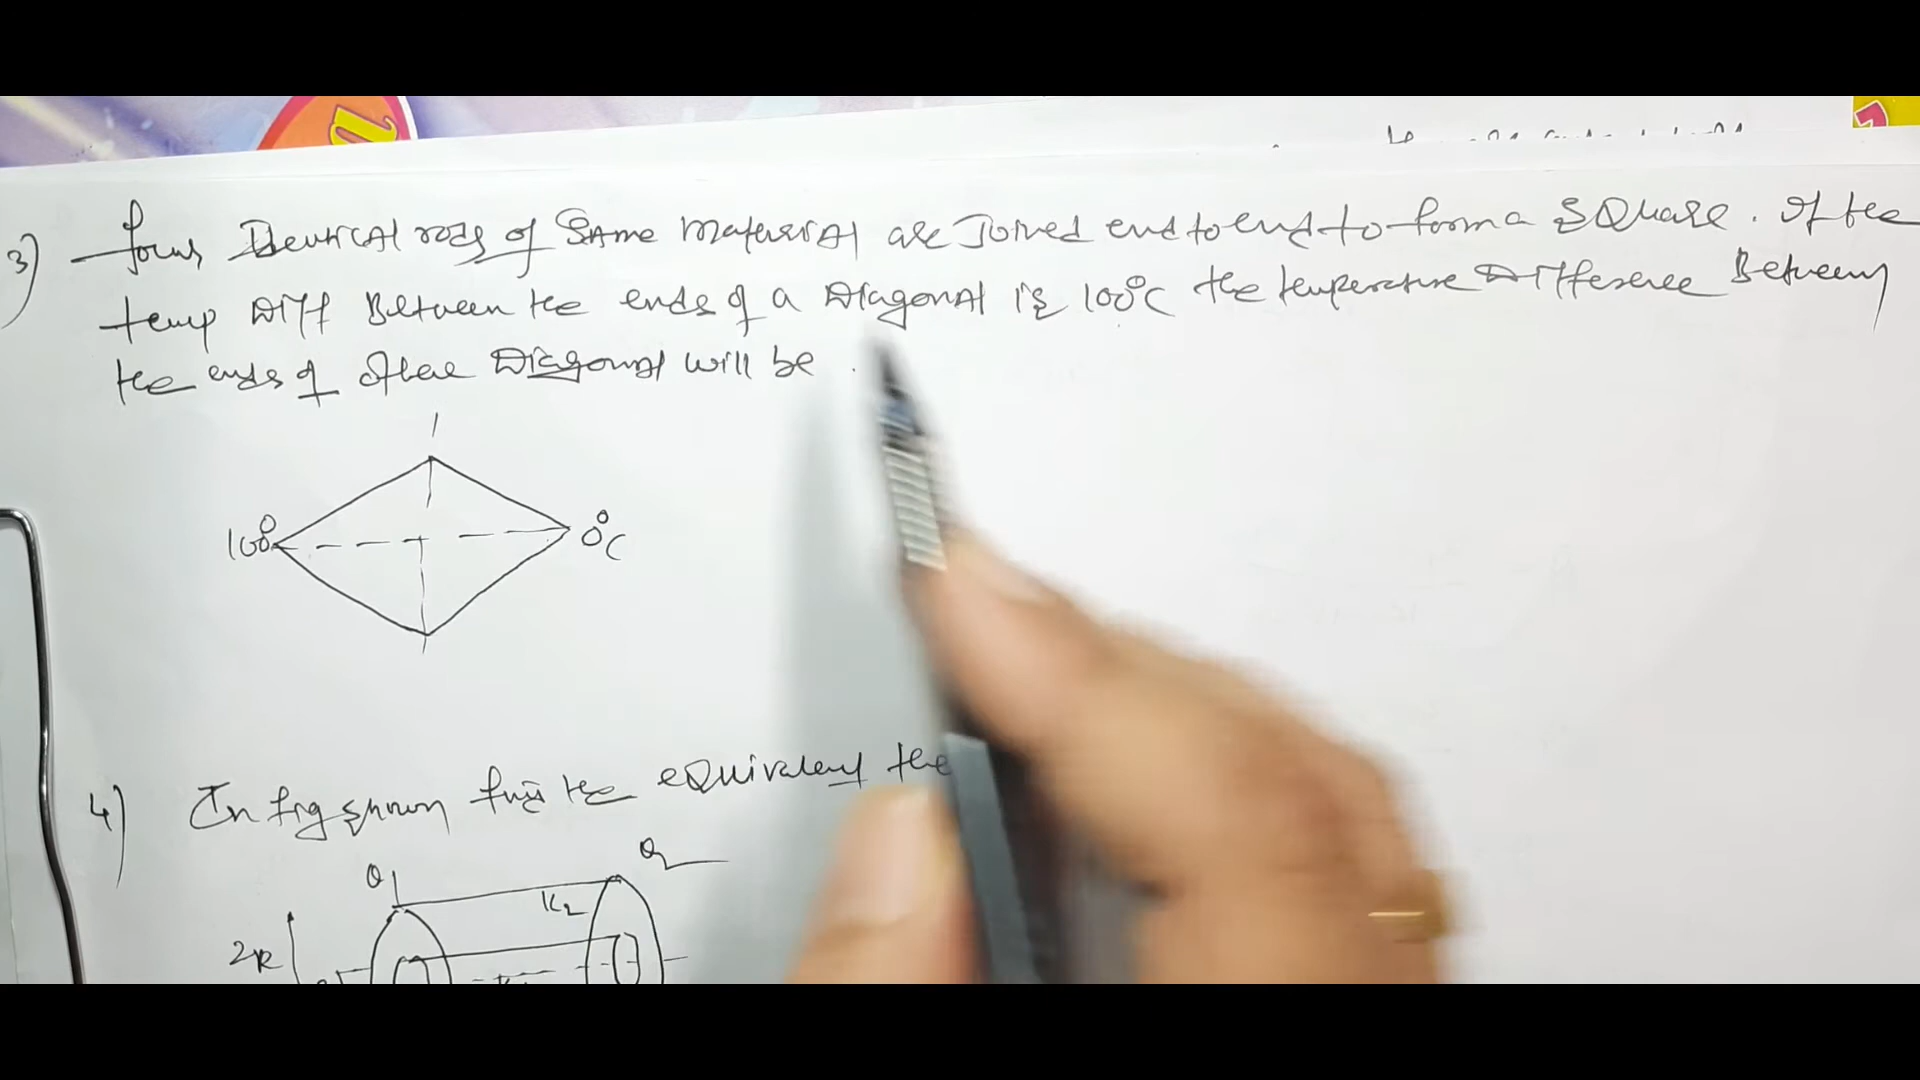 3) four Identical rods of Same Material are Joined end to end to form a SQuare. If the
temp Diff Between the ends of a Diagonal is 100°C the temperature Difference Between
the ends of other Diagonal will be
100° 0°C
4) In fig shown find the equivalent the
θ1
K2
2R